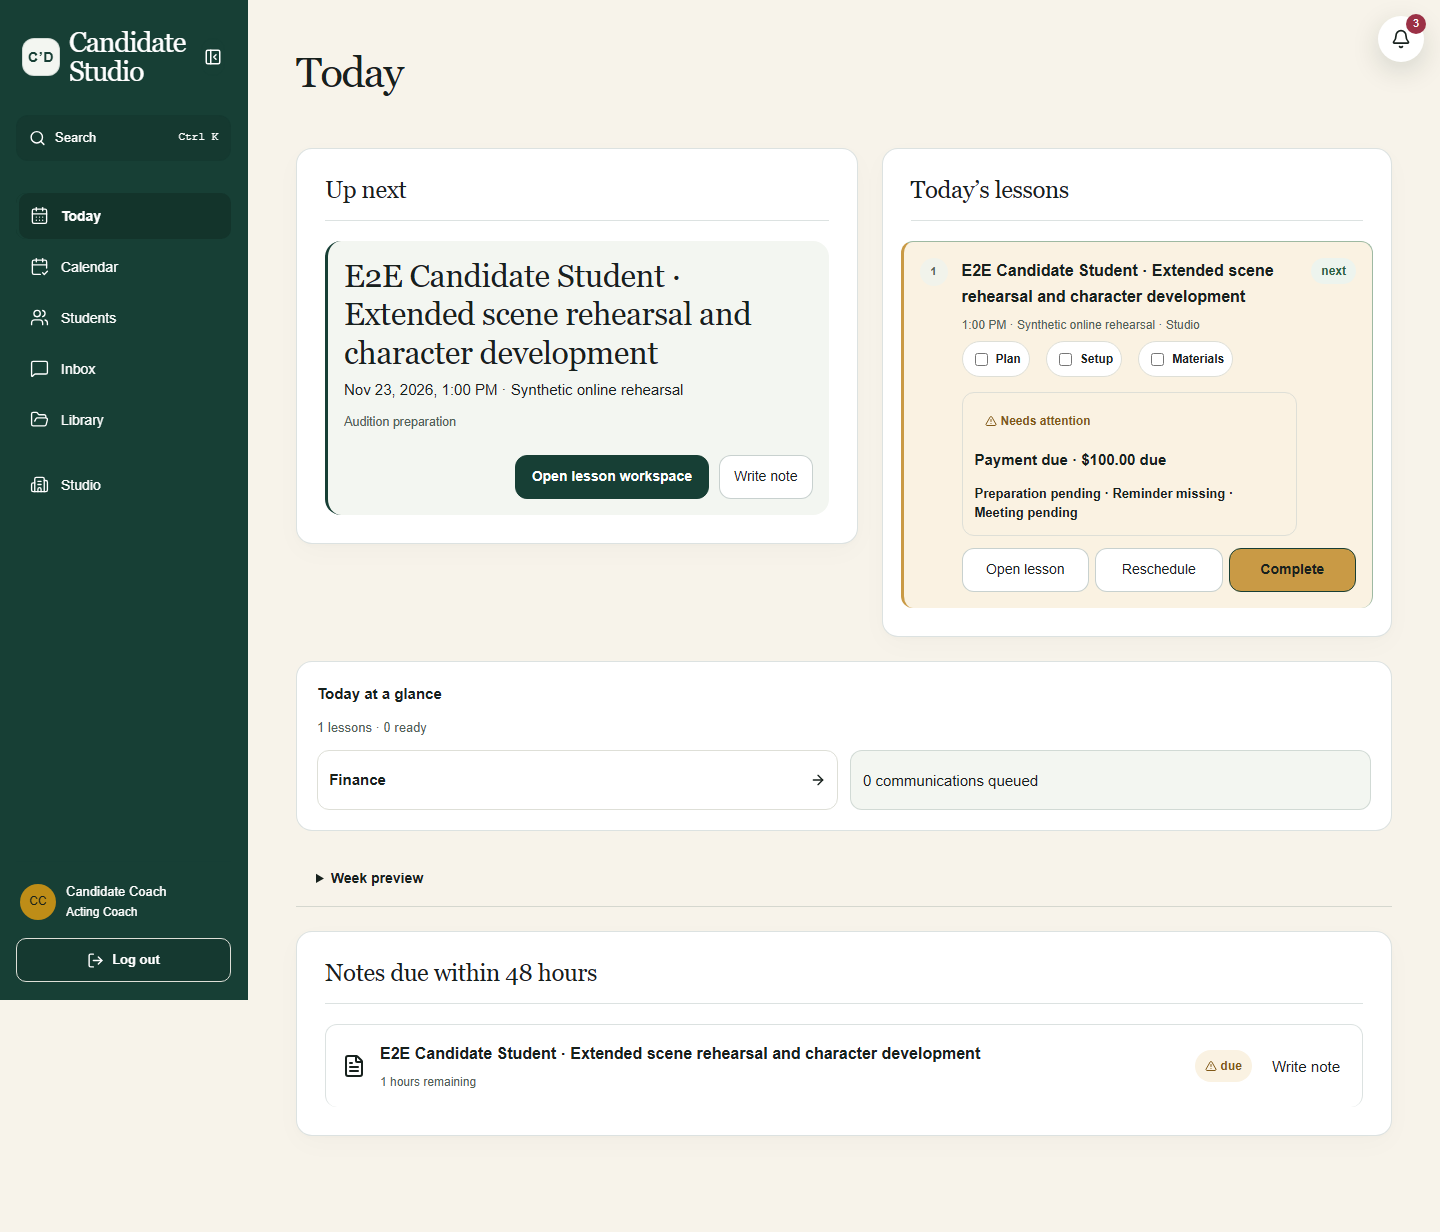 C'D
Candidate
Studio
Search
Ctrl K
Today
Calendar
Students
Inbox
Library
Studio
Candidate Coach
Acting Coach
CC
Log out
3
Today
Up next
E2E Candidate Student ·
Extended scene rehearsal and
character development
Nov 23, 2026, 1:00 PM · Synthetic online rehearsal
Audition preparation
Open lesson workspace
Write note
Today’s lessons
1
E2E Candidate Student · Extended scene
rehearsal and character development
next
1:00 PM · Synthetic online rehearsal · Studio
Plan
Setup
Materials
Needs attention
Payment due · $100.00 due
Preparation pending · Reminder missing ·
Meeting pending
Open lesson
Reschedule
Complete
Today at a glance
1 lessons · 0 ready
Finance
0 communications queued
Week preview
Notes due within 48 hours
E2E Candidate Student · Extended scene rehearsal and character development
1 hours remaining
due
Write note